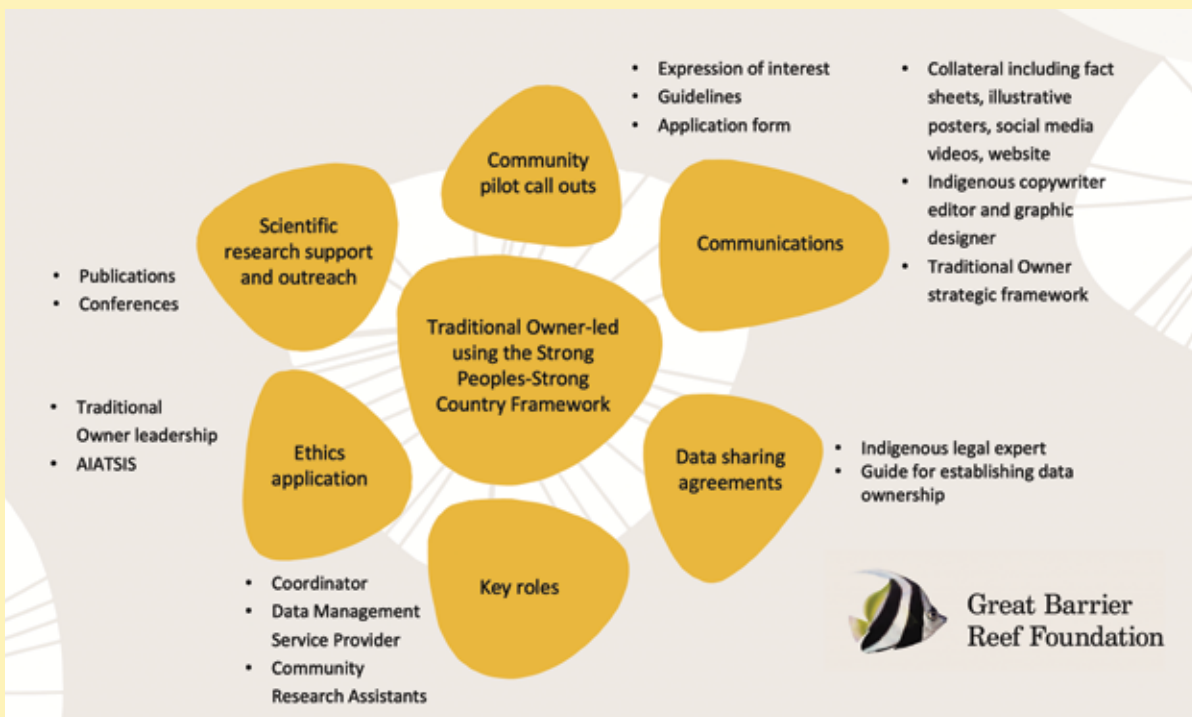 Community
pilot call outs
• Expression of interest
• Guidelines
• Application form
Communications
• Collateral including fact
sheets, illustrative
posters, social media
videos, website
• Indigenous copywriter
editor and graphic
designer
• Traditional Owner
strategic framework
Scientific
research support
and outreach
• Publications
• Conferences
Traditional Owner-led
using the Strong
Peoples-Strong
Country Framework
Ethics
application
• Traditional
Owner leadership
• AIATSIS
Data sharing
agreements
• Indigenous legal expert
• Guide for establishing data
ownership
Key roles
• Coordinator
• Data Management
Service Provider
• Community
Research Assistants
Great Barrier
Reef Foundation